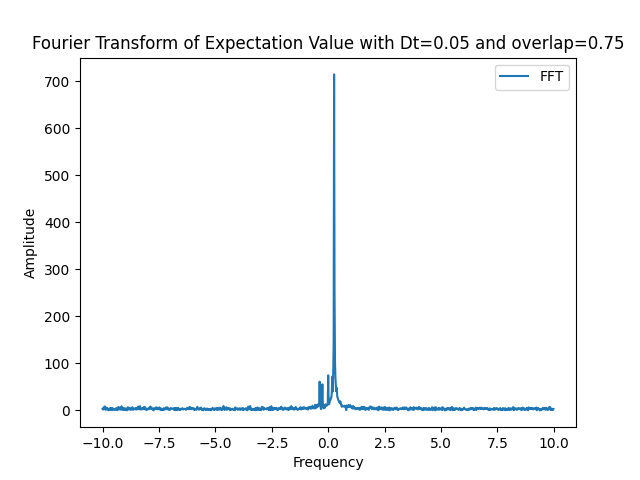 Fourier Transform of Expectation Value with Dt=0.05 and overlap=0.75
FFT
700
600
500
400
300
200
100
0
Amplitude
−10.0 −7.5 −5.0 −2.5 0.0 2.5 5.0 7.5 10.0
Frequency